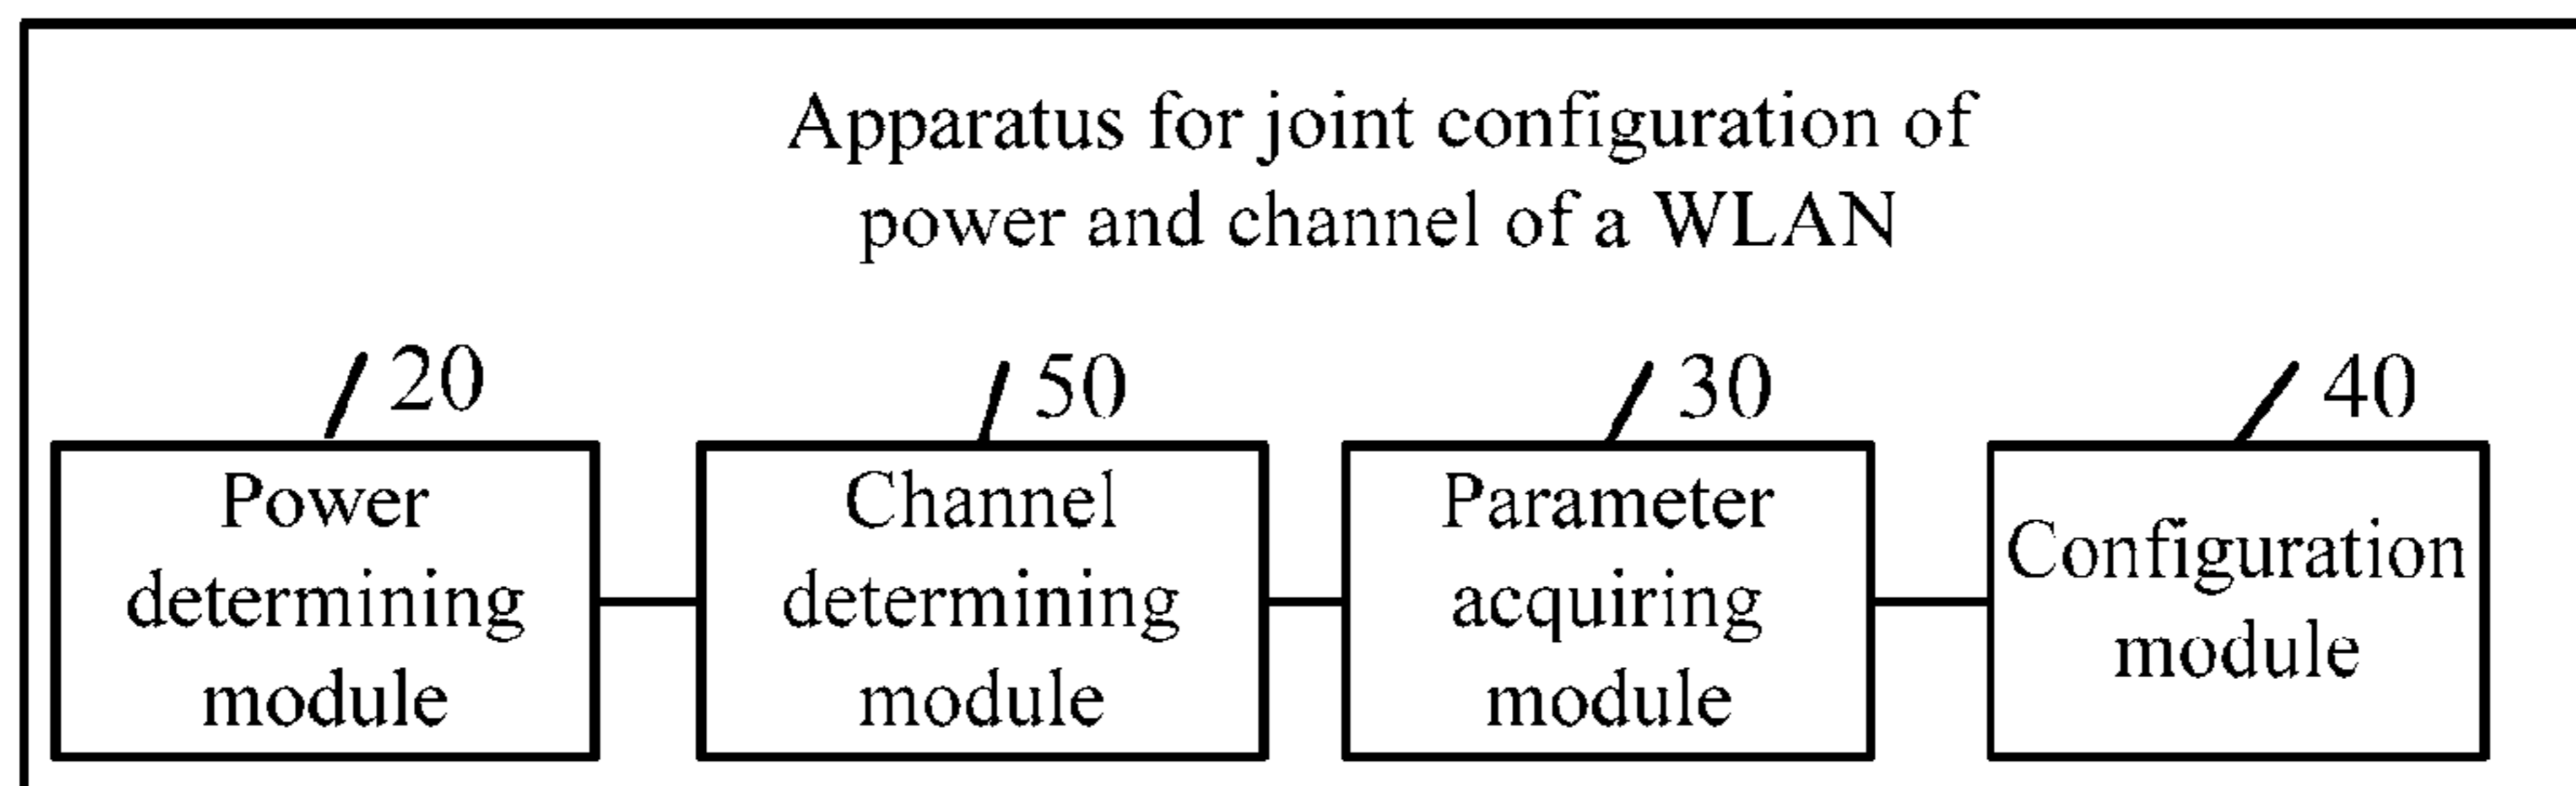 Apparatus for joint configuration of
power and channel of a WLAN
20
50
30
40
Power
determining
module
Channel
determining
module
Parameter
acquiring
module
Configuration
module